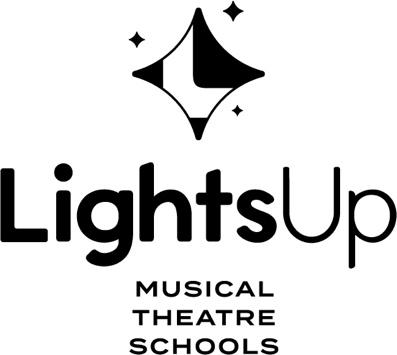 LightsUp
MUSICAL
THEATRE
SCHOOLS